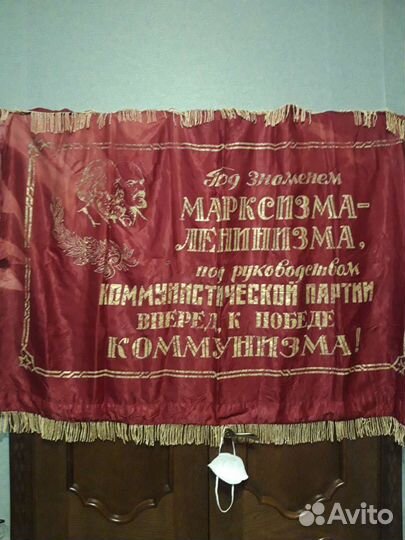 Под Знаменем
МАРКСИЗМА-
ЛЕНИНИЗМА,
под руководством
КОММУНИСТИЧЕСКОЙ ПАРТИИ
ВПЕРЕД, К ПОБЕДЕ
КОММУНИЗМА!
Avito